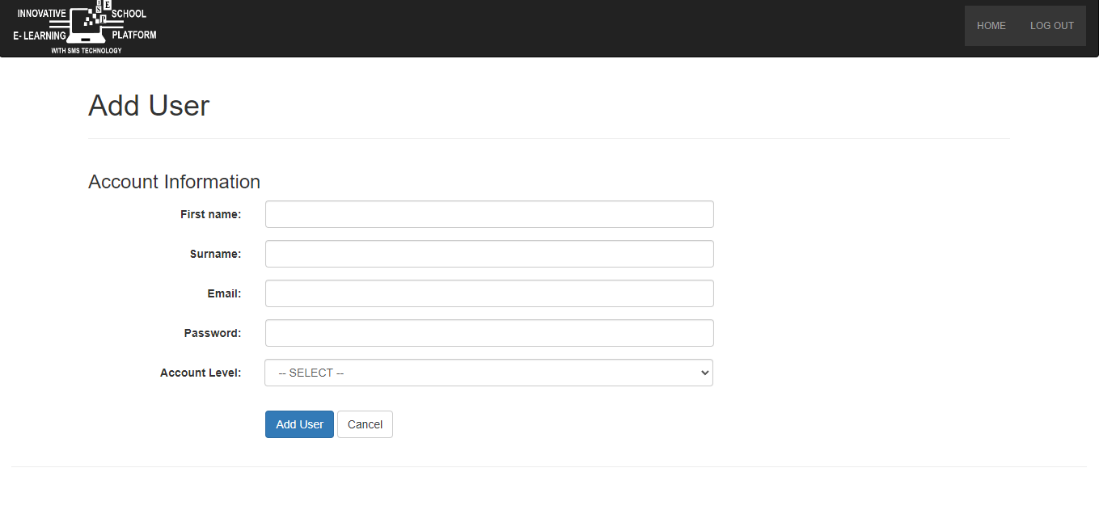 INNOVATIVE SCHOOL
E- LEARNING PLATFORM
WITH SMS TECHNOLOGY
HOME LOG OUT
Add User
Account Information
First name:
Surname:
Email:
Password:
Account Level: -- SELECT --
Add User Cancel